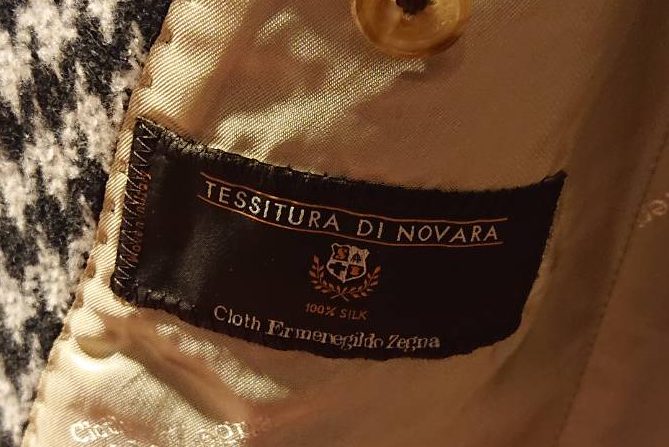 TESSITURA DI NOVARA
100% SILK
Cloth Ermenegildo Zegna